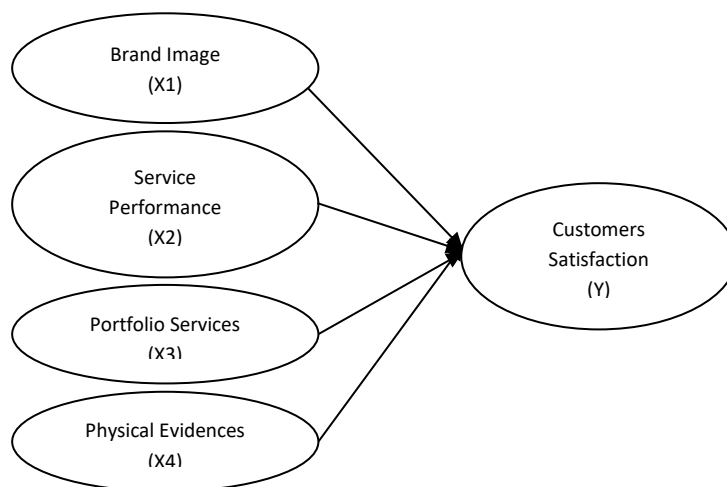 Brand Image
(X1)
Service
Performance
(X2)
Portfolio Services
(X3)
Physical Evidences
(X4)
Customers
Satisfaction
(Y)